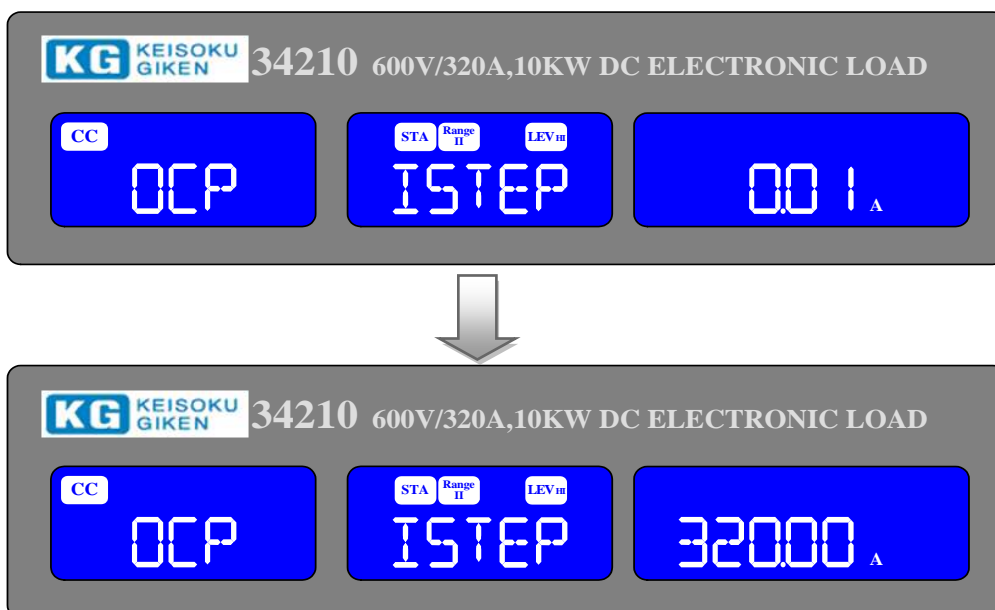 KG KEISOKU GIKEN 34210 600V/320A,10KW DC ELECTRONIC LOAD
CC STA Range II LEV HI
OCP ISTEP 0.01 A
KG KEISOKU GIKEN 34210 600V/320A,10KW DC ELECTRONIC LOAD
CC STA Range II LEV HI
OCP ISTEP 320.00 A